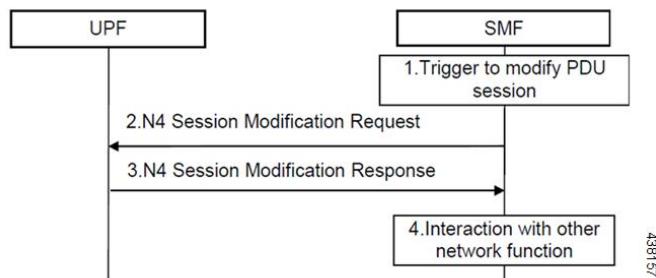 UPF
SMF
1.Trigger to modify PDU
session
2.N4 Session Modification Request
3.N4 Session Modification Response
4.Interaction with other
network function
438157